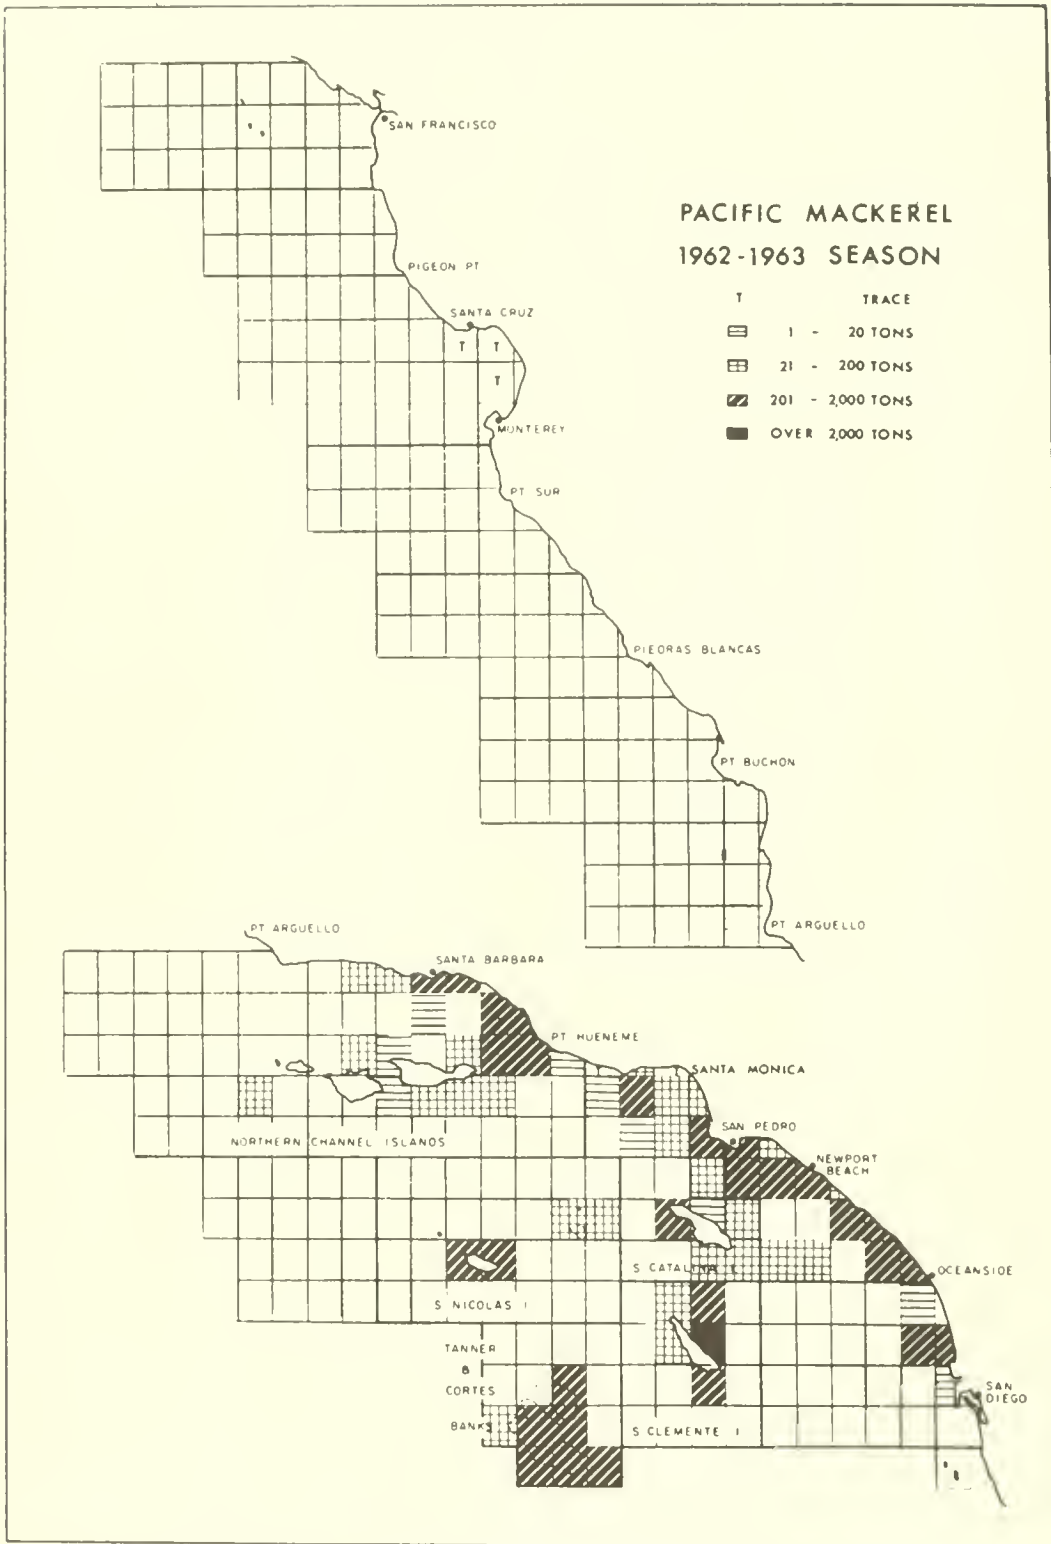 SAN FRANCISCO
PACIFIC MACKEREL
1962-1963 SEASON
T TRACE
1 - 20 TONS
21 - 200 TONS
201 - 2,000 TONS
OVER 2,000 TONS
PIGEON PT
SANTA CRUZ
T T
T
MONTEREY
PT SUR
PIEDRAS BLANCAS
PT BUCHON
PT ARGUELLO
PT ARGUELLO
SANTA BARBARA
PT HUENEME
SANTA MONICA
SAN PEDRO
NORTHERN CHANNEL ISLANDS
NEWPORT
BEACH
S CATALINA I
OCEANSIDE
S NICOLAS I
TANNER
&
CORTES
BANKS
SAN
DIEGO
S CLEMENTE I